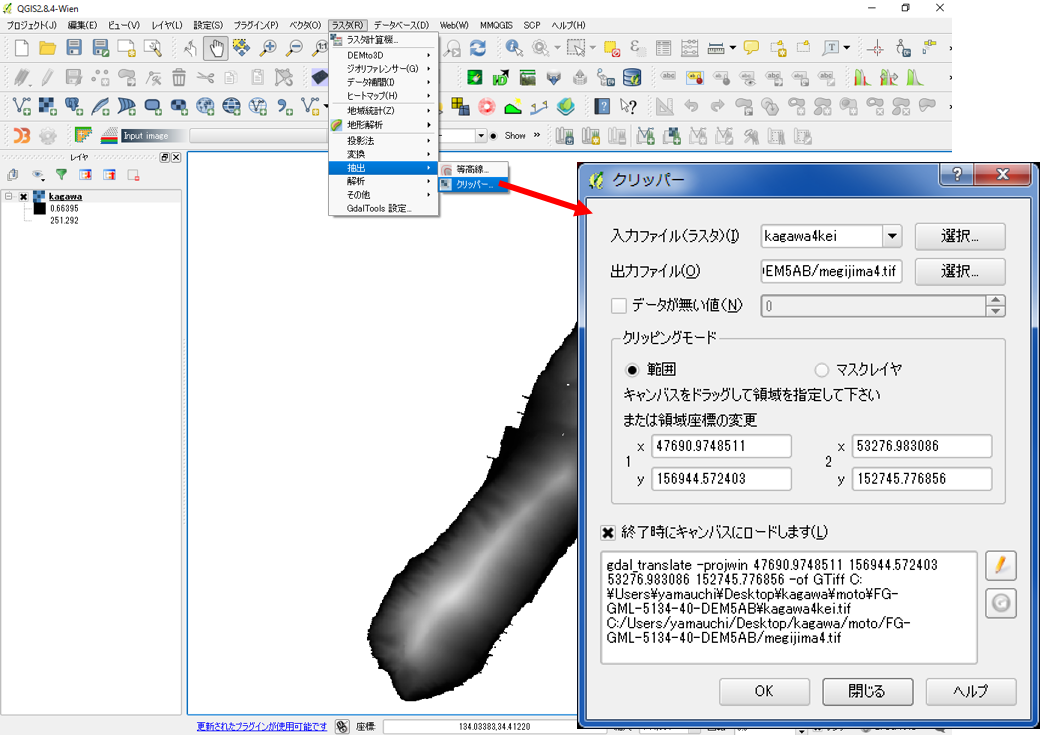 QGIS2.8.4-Wien
プロジェクト(J) 編集(E) ビュー(V) レイヤ(L) 設定(S) プラグイン(P) ベクタ(O) ラスタ(R) データベース(D) Web(W) MMQGIS SCP ヘルプ(H)
ラスタ計算機...
DEMto3D
ジオリファレンサー(G)
データ補間(I)
ヒートマップ(H)
地域統計(Z)
地形解析
投影法
変換
抽出
解析
その他
GdalTools 設定...
等高線...
クリッパー...
Input image
Show
レイヤ
kagawa
0.66395
251.292
クリッパー
入力ファイル(ラスタ)(I)
kagawa4kei
選択...
出力ファイル(O)
DEM5AB/megijima4.tif
選択...
データが無い値(N)
0
クリッピングモード
範囲
マスクレイヤ
キャンバスをドラッグして領域を指定して下さい
または領域座標の変更
1
x 47690.9748511
y 156944.572403
2
x 53276.983086
y 152745.776856
終了時にキャンバスにロードします(L)
gdal_translate -projwin 47690.9748511 156944.572403
53276.983086 152745.776856 -of GTiff C:
¥Users¥yamauchi¥Desktop¥kagawa¥moto¥FG-
GML-5134-40-DEM5AB¥kagawa4kei.tif
C:/Users/yamauchi/Desktop/kagawa/moto/FG-
GML-5134-40-DEM5AB/megijima4.tif
OK
閉じる
ヘルプ
更新されたプラグインが使用可能です
座標:
134.03383,34.41220